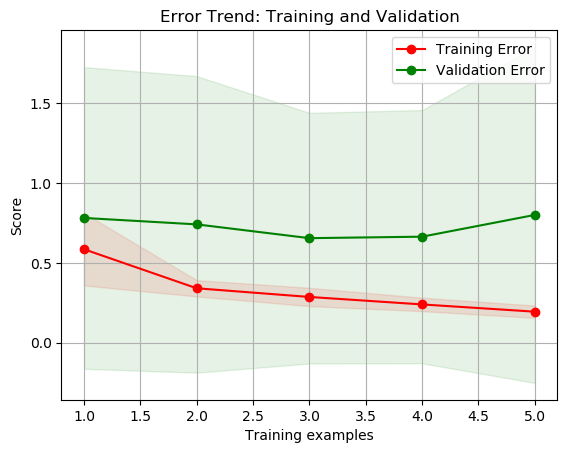 Error Trend: Training and Validation
Training Error
Validation Error
1.5
1.0
0.5
0.0
Score
1.0 1.5 2.0 2.5 3.0 3.5 4.0 4.5 5.0
Training examples